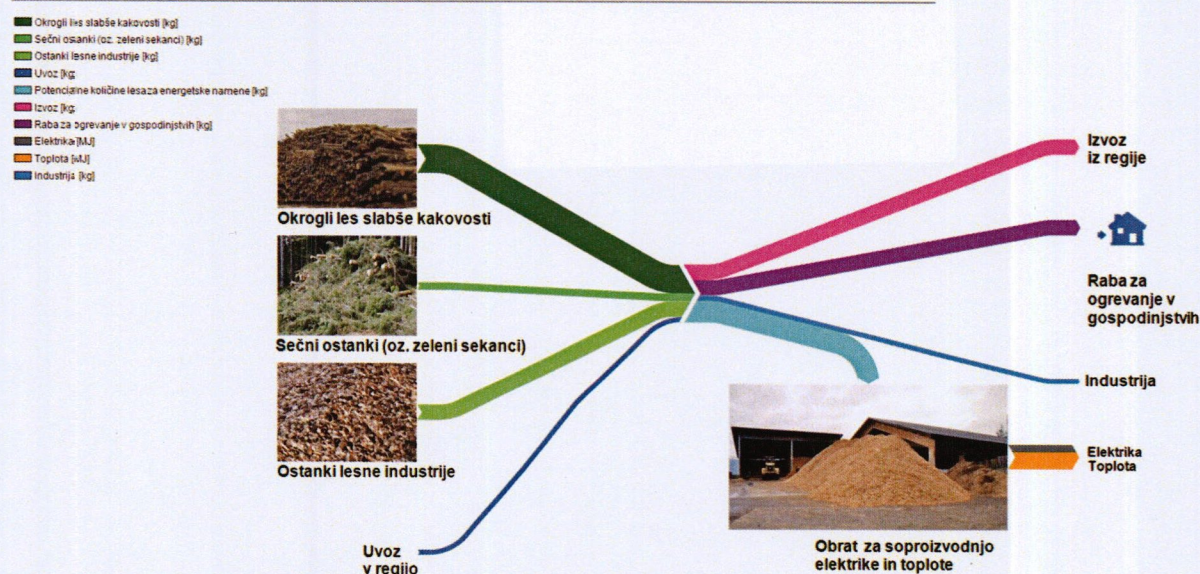 Okrogli les slabše kakovosti [kg]
Sečni ostanki (oz. zeleni sekanci) [kg]
Ostanki lesne industrije [kg]
Uvoz [kg]
Potencialne količine lesa za energetske namene [kg]
Izvoz [kg]
Raba za ogrevanje v gospodinjstvih [kg]
Elektrika [MJ]
Toplota [MJ]
Industrija [kg]
Okrogli les slabše kakovosti
Sečni ostanki (oz. zeleni sekanci)
Ostanki lesne industrije
Uvoz
v regijo
Izvoz
iz regije
Raba za
ogrevanje v
gospodinjstvih
Industrija
Elektrika
Toplota
Obrat za soproizvodnjo
elektrike in toplote